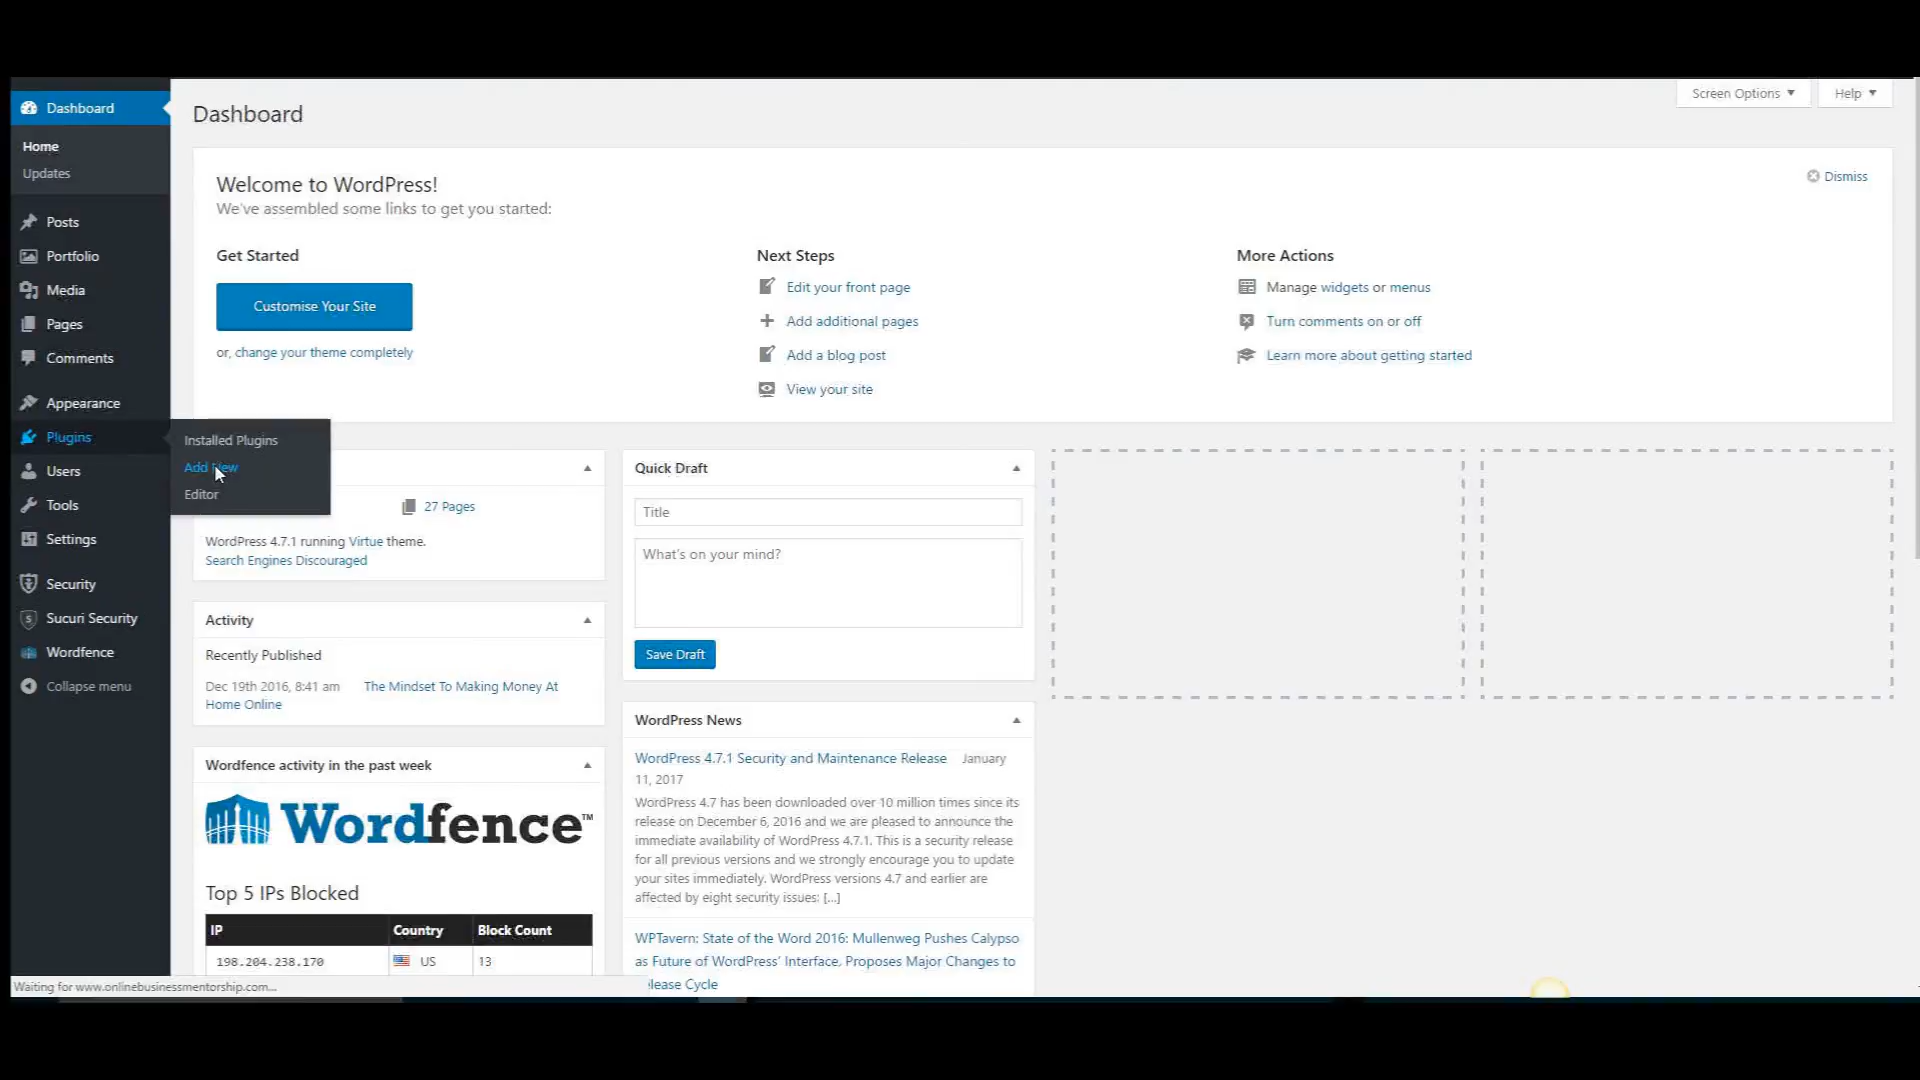 Dashboard
Home
Updates
Posts
Portfolio
Media
Pages
Comments
Appearance
Plugins
Users
Tools
Settings
Security
Sucuri Security
Wordfence
Collapse menu
Installed Plugins
Add New
Editor
Screen Options
Help
Dashboard
Dismiss
Welcome to WordPress!
We've assembled some links to get you started:
Get Started
Customise Your Site
or, change your theme completely
Next Steps
Edit your front page
Add additional pages
Add a blog post
View your site
More Actions
Manage widgets or menus
Turn comments on or off
Learn more about getting started
27 Pages
WordPress 4.7.1 running Virtue theme.
Search Engines Discouraged
Activity
Recently Published
Dec 19th 2016, 8:41 am The Mindset To Making Money At
Home Online
Wordfence activity in the past week
Wordfence™
Top 5 IPs Blocked
IP Country Block Count
198.204.238.170 US 13
Quick Draft
Title
What's on your mind?
Save Draft
WordPress News
WordPress 4.7.1 Security and Maintenance Release January
11, 2017
WordPress 4.7 has been downloaded over 10 million times since its
release on December 6, 2016 and we are pleased to announce the
immediate availability of WordPress 4.7.1. This is a security release
for all previous versions and we strongly encourage you to update
your sites immediately. WordPress versions 4.7 and earlier are
affected by eight security issues: [...]
WPTavern: State of the Word 2016: Mullenweg Pushes Calypso
as Future of WordPress' Interface, Proposes Major Changes to
elease Cycle
Waiting for www.onlinebusinessmentorship.com...